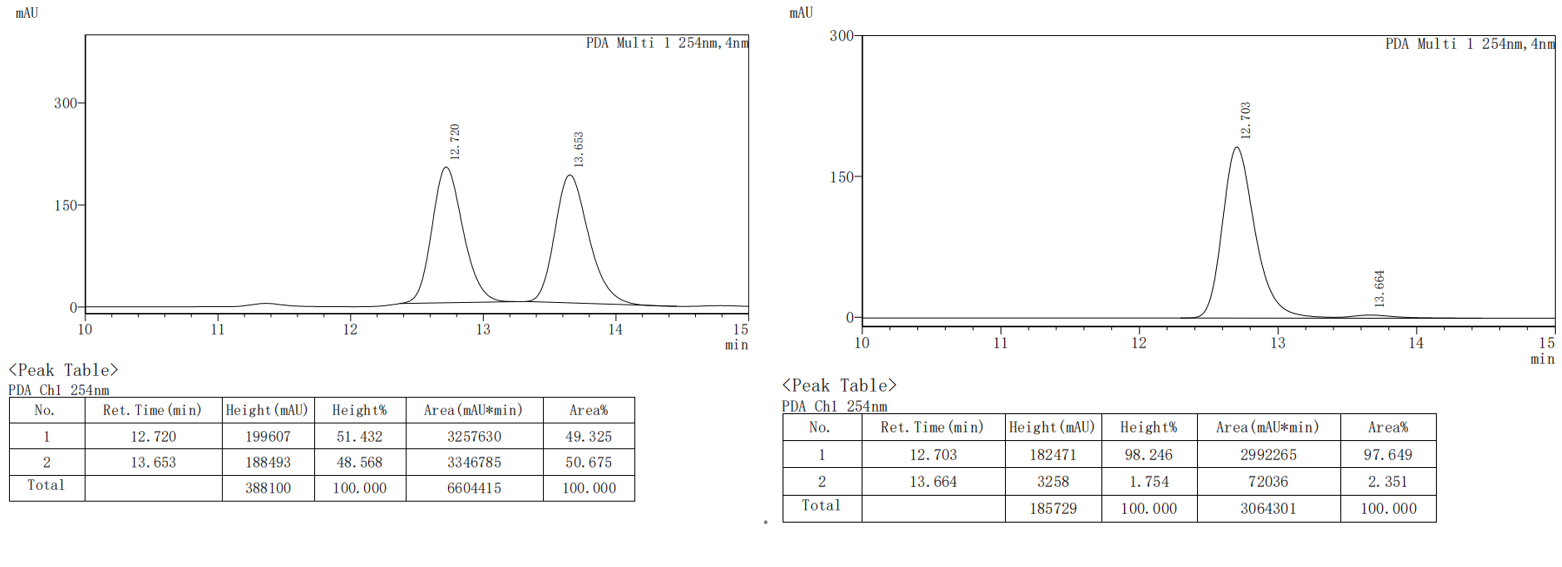 mAU
PDA Multi 1 254nm,4nm
300
150
0
12.720
13.653
10 11 12 13 14 15
min
<Peak Table>
PDA Ch1 254nm
No. Ret.Time(min) Height(mAU) Height% Area(mAU*min) Area%
1 12.720 199607 51.432 3257630 49.325
2 13.653 188493 48.568 3346785 50.675
Total 388100 100.000 6604415 100.000
mAU
PDA Multi 1 254nm,4nm
300
150
0
12.703
13.664
10 11 12 13 14 15
min
<Peak Table>
PDA Ch1 254nm
No. Ret.Time(min) Height(mAU) Height% Area(mAU*min) Area%
1 12.703 182471 98.246 2992265 97.649
2 13.664 3258 1.754 72036 2.351
Total 185729 100.000 3064301 100.000